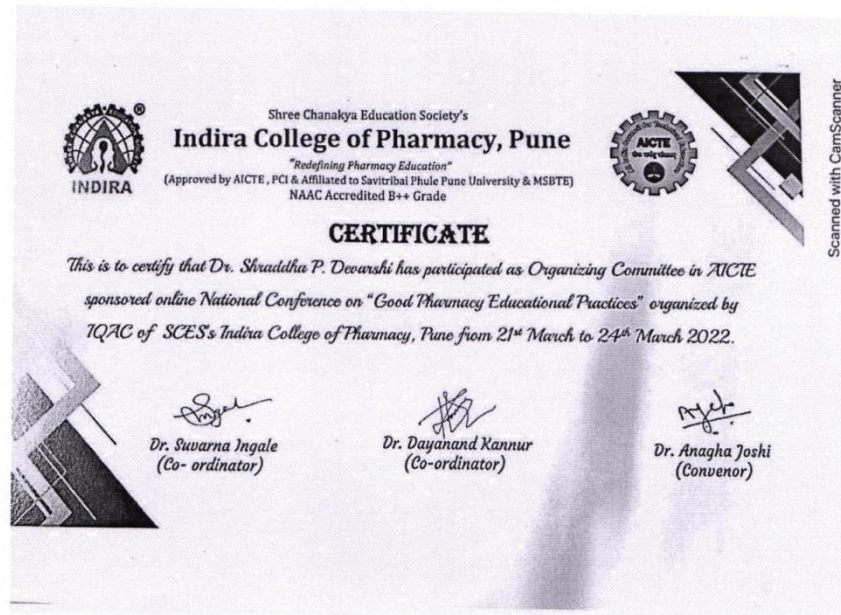 Shree Chanakya Education Society's
Indira College of Pharmacy, Pune
"Redefining Pharmacy Education"
(Approved by AICTE , PCI & Affiliated to Savitribai Phule Pune University & MSBTE)
NAAC Accredited B++ Grade
INDIRA
®
AICTE
CERTIFICATE
This is to certify that Dr. Shraddha P. Devarshi has participated as Organizing Committee in AICTE
sponsored online National Conference on "Good Pharmacy Educational Practices" organized by
IQAC of SCES's Indira College of Pharmacy, Pune from 21st March to 24th March 2022.
Dr. Suvarna Ingale
(Co- ordinator)
Dr. Dayanand Kannur
(Co-ordinator)
Dr. Anagha Joshi
(Convenor)
Scanned with CamScanner